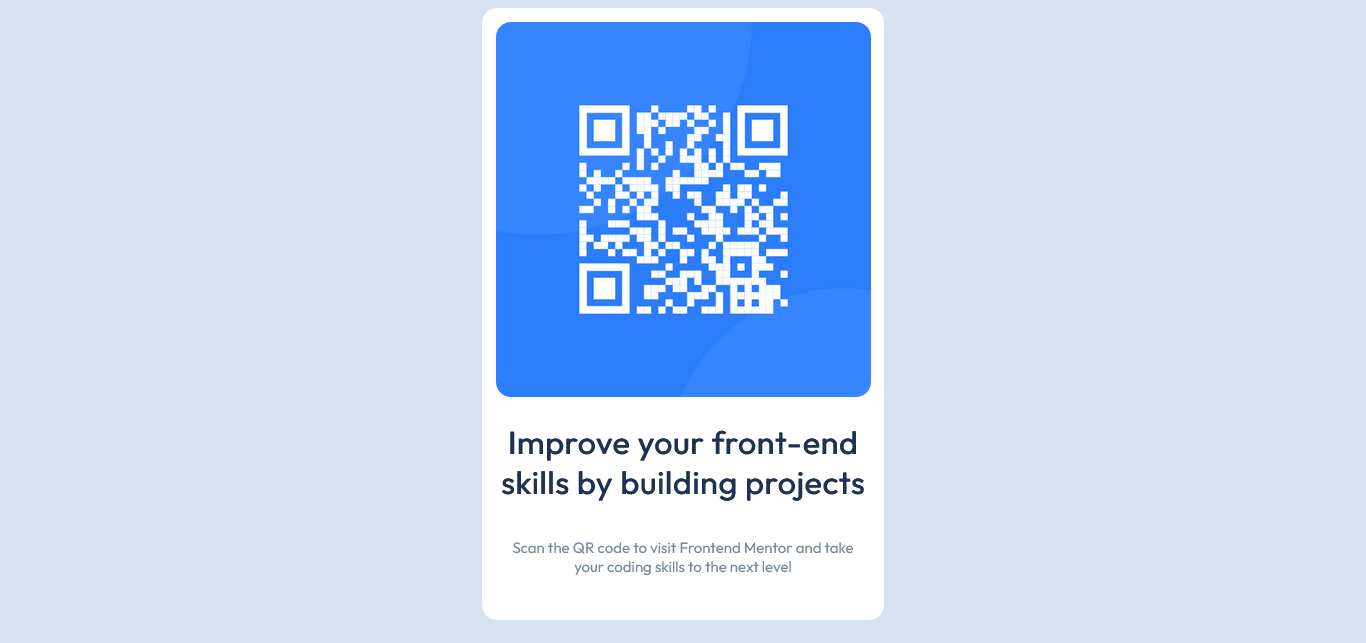 Improve your front-end
skills by building projects
Scan the QR code to visit Frontend Mentor and take
your coding skills to the next level